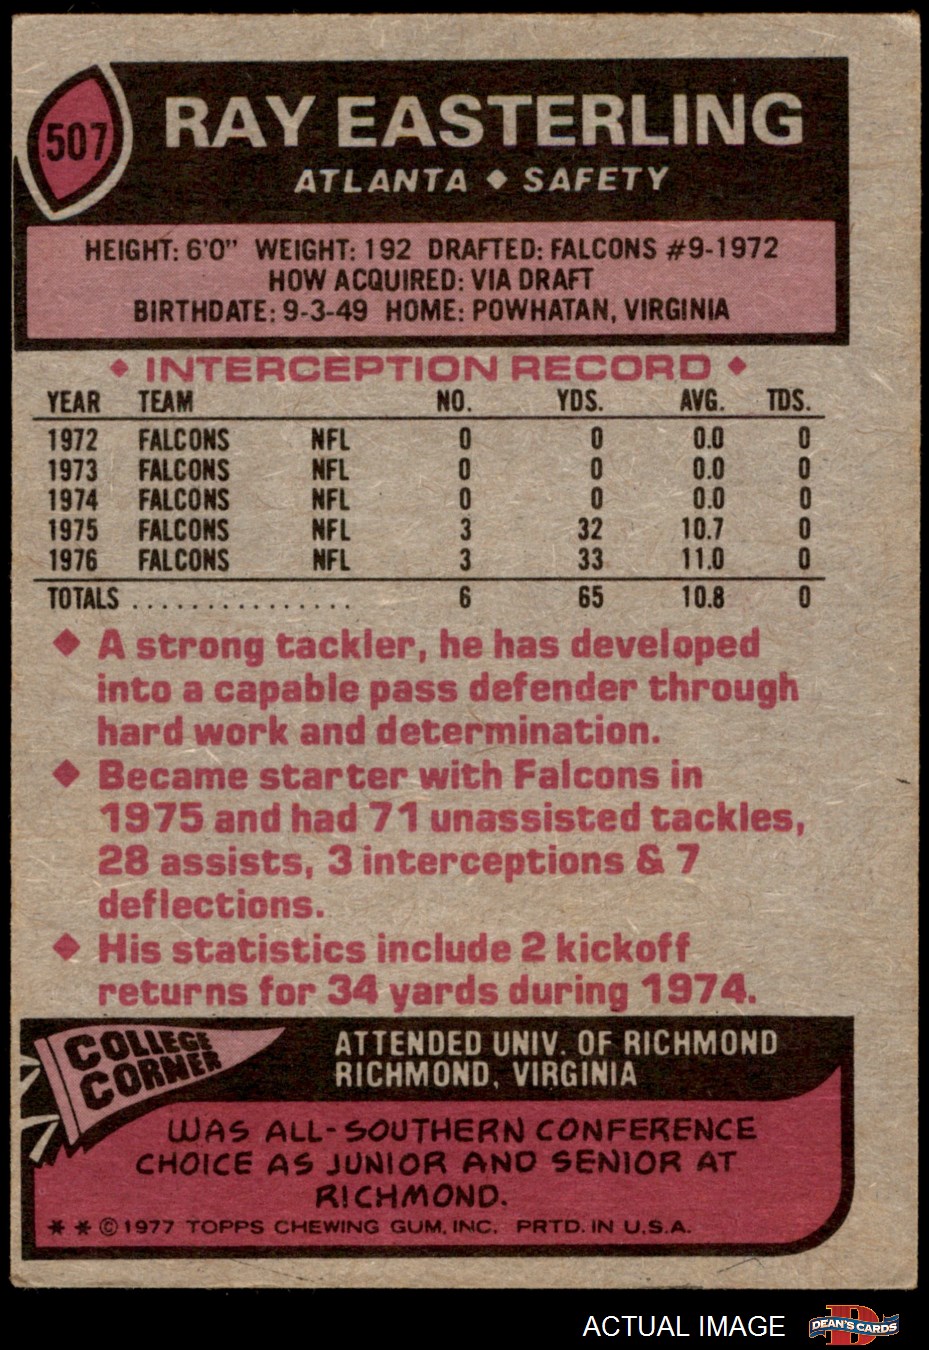 507
RAY EASTERLING
ATLANTA ◆ SAFETY
HEIGHT: 6'0" WEIGHT: 192 DRAFTED: FALCONS #9-1972
HOW ACQUIRED: VIA DRAFT
BIRTHDATE: 9-3-49 HOME: POWHATAN, VIRGINIA
◆ INTERCEPTION RECORD ◆
YEAR TEAM NO. YDS. AVG. TDS.
1972 FALCONS NFL 0 0 0.0 0
1973 FALCONS NFL 0 0 0.0 0
1974 FALCONS NFL 0 0 0.0 0
1975 FALCONS NFL 3 32 10.7 0
1976 FALCONS NFL 3 33 11.0 0
TOTALS . . . . . . . . . . . . . . . 6 65 10.8 0
◆ A strong tackler, he has developed
into a capable pass defender through
hard work and determination.
◆ Became starter with Falcons in
1975 and had 71 unassisted tackles,
28 assists, 3 interceptions & 7
deflections.
◆ His statistics include 2 kickoff
returns for 34 yards during 1974.
COLLEGE
CORNER
ATTENDED UNIV. OF RICHMOND
RICHMOND, VIRGINIA
WAS ALL-SOUTHERN CONFERENCE
CHOICE AS JUNIOR AND SENIOR AT
RICHMOND.
* * © 1977 TOPPS CHEWING GUM, INC. PRTD. IN U.S.A.
ACTUAL IMAGE
D
DEAN'S CARDS